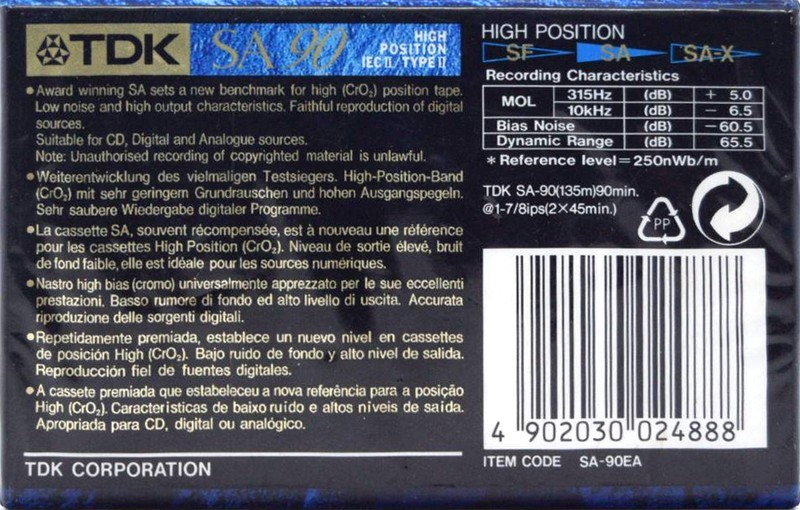 TDK SA 90 HIGH
POSITION
IEC II / TYPE II
•Award winning SA sets a new benchmark for high (CrO₂) position tape.
Low noise and high output characteristics. Faithful reproduction of digital
sources.
Suitable for CD, Digital and Analogue sources.
Note: Unauthorised recording of copyrighted material is unlawful.
•Weiterentwicklung des vielmaligen Testsiegers. High-Position-Band
(CrO₂) mit sehr geringem Grundrauschen und hohen Ausgangspegeln.
Sehr saubere Wiedergabe digitaler Programme.
•La cassette SA, souvent récompensée, est à nouveau une référence
pour les cassettes High Position (CrO₂). Niveau de sortie élevé, bruit
de fond faible, elle est idéale pour les sources numériques.
•Nastro high bias (cromo) universalmente apprezzato per le sue eccellenti
prestazioni. Basso rumore di fondo ed alto livello di uscita. Accurata
riproduzione delle sorgenti digitali.
•Repetidamente premiada, establece un nuevo nivel en cassettes
de posición High (CrO₂). Bajo ruido de fondo y alto nivel de salida.
Reproducción fiel de fuentes digitales.
•A cassete premiada que estabeleceu a nova referência para a posição
High (CrO₂). Características de baixo ruído e altos níveis de saída.
Apropriada para CD, digital ou analógico.
TDK CORPORATION
HIGH POSITION
SF SA SA-X
Recording Characteristics
MOL 315Hz (dB) + 5.0
10kHz (dB) − 6.5
Bias Noise (dB) −60.5
Dynamic Range (dB) 65.5
* Reference level=250nWb/m
TDK SA-90(135m)90min.
@1-7/8ips(2×45min.)
PP
4 902030 024888
ITEM CODE SA-90EA